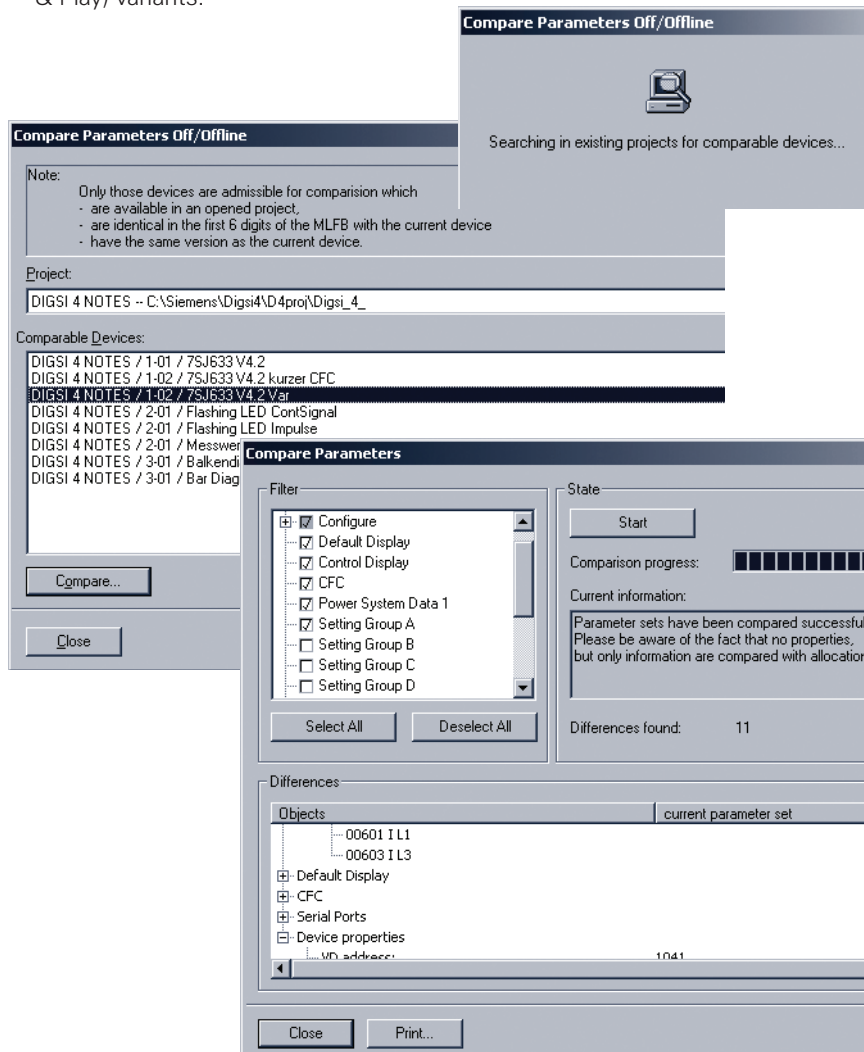 & Play) variants.
Compare Parameters Off/Offline
Searching in existing projects for comparable devices...
Compare Parameters Off/Offline
Note:
Only those devices are admissible for comparision which
- are available in an opened project,
- are identical in the first 6 digits of the MLFB with the current device
- have the same version as the current device.
Project:
DIGSI 4 NOTES -- C:\Siemens\Digsi4\D4proj\Digsi_4_
Comparable Devices:
DIGSI 4 NOTES / 1-01 / 7SJ633 V4.2
DIGSI 4 NOTES / 1-02 / 7SJ633 V4.2 kurzer CFC
DIGSI 4 NOTES / 1-02 / 7SJ633 V4.2 Var
DIGSI 4 NOTES / 2-01 / Flashing LED ContSignal
DIGSI 4 NOTES / 2-01 / Flashing LED Impulse
DIGSI 4 NOTES / 2-01 / Messwer
DIGSI 4 NOTES / 3-01 / Balkendi
DIGSI 4 NOTES / 3-01 / Bar Diag
Compare...
Close
Compare Parameters
Filter
Configure
Default Display
Control Display
CFC
Power System Data 1
Setting Group A
Setting Group B
Setting Group C
Setting Group D
Select All
Deselect All
State
Start
Comparison progress:
Current information:
Parameter sets have been compared successful
Please be aware of the fact that no properties,
but only information are compared with allocation
Differences found: 11
Differences
Objects current parameter set
00601 I L1
00603 I L3
Default Display
CFC
Serial Ports
Device properties
VD address: 1041
Close
Print...